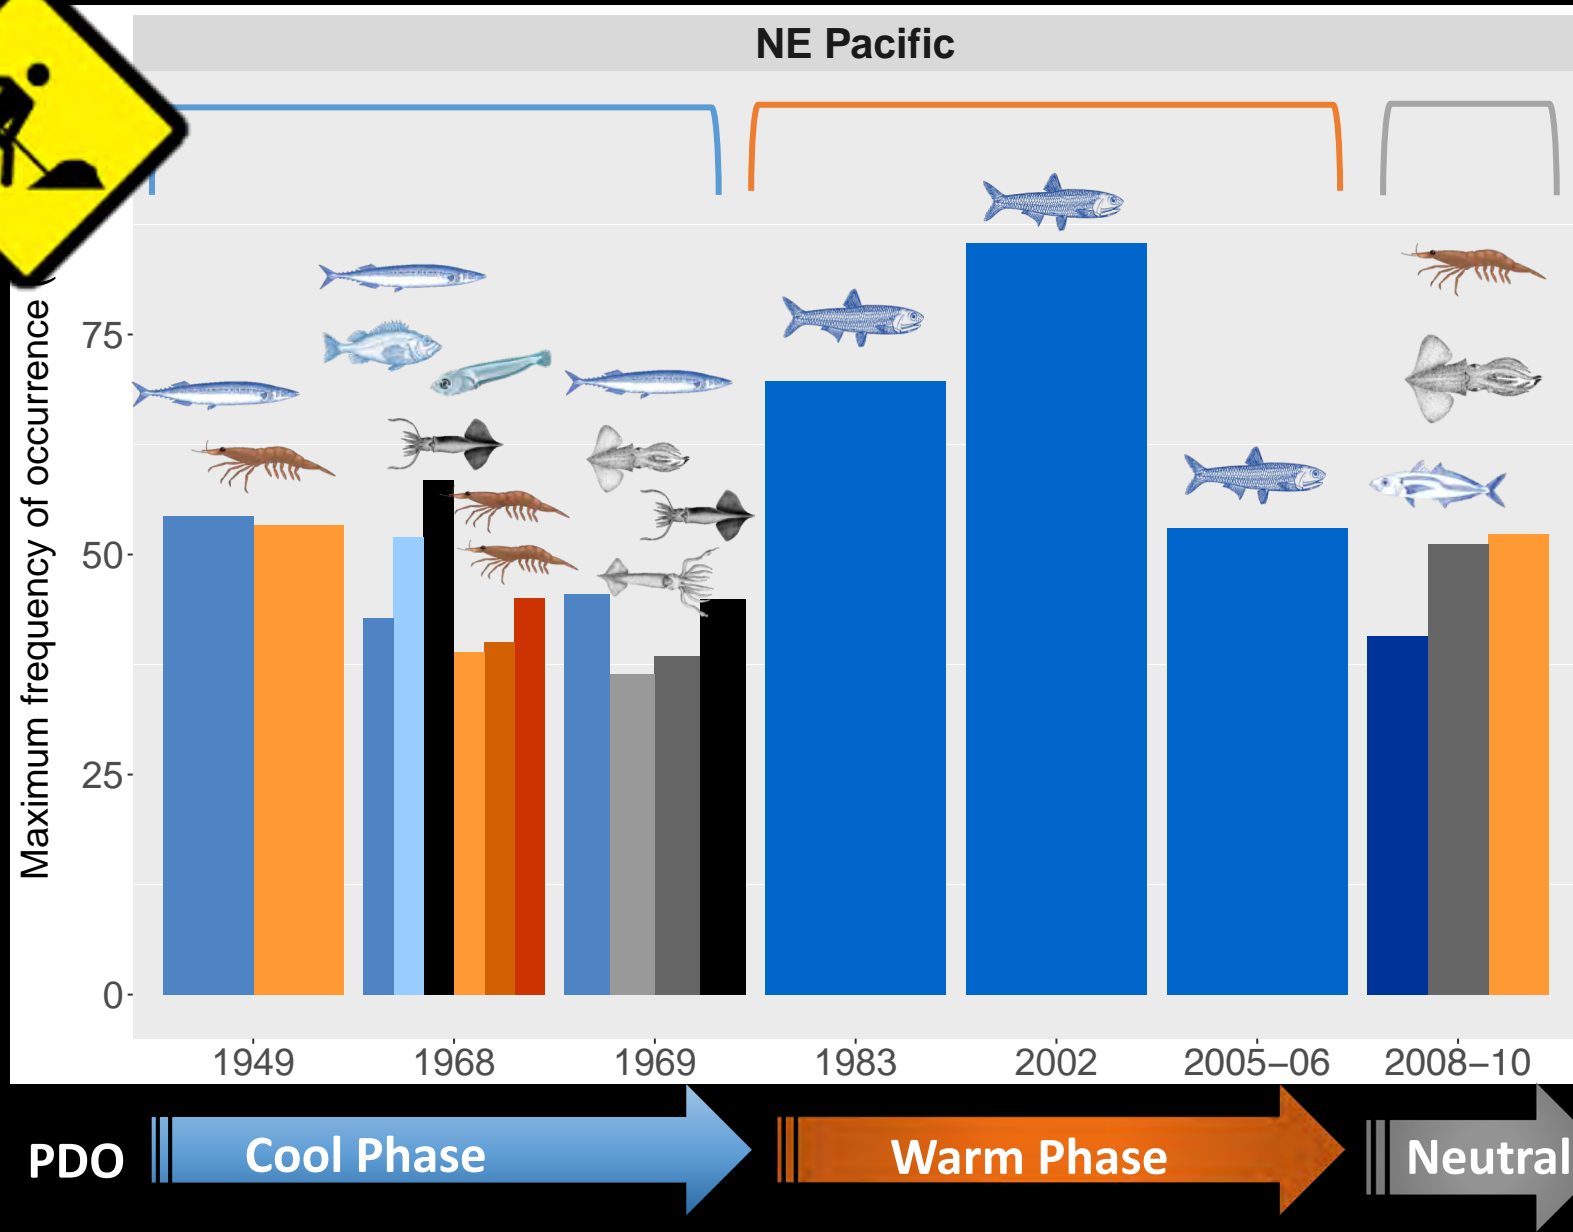 NE Pacific
Maximum frequency of occurrence (
75
50
25
0
1949 1968 1969 1983 2002 2005–06 2008–10
PDO Cool Phase Warm Phase Neutral